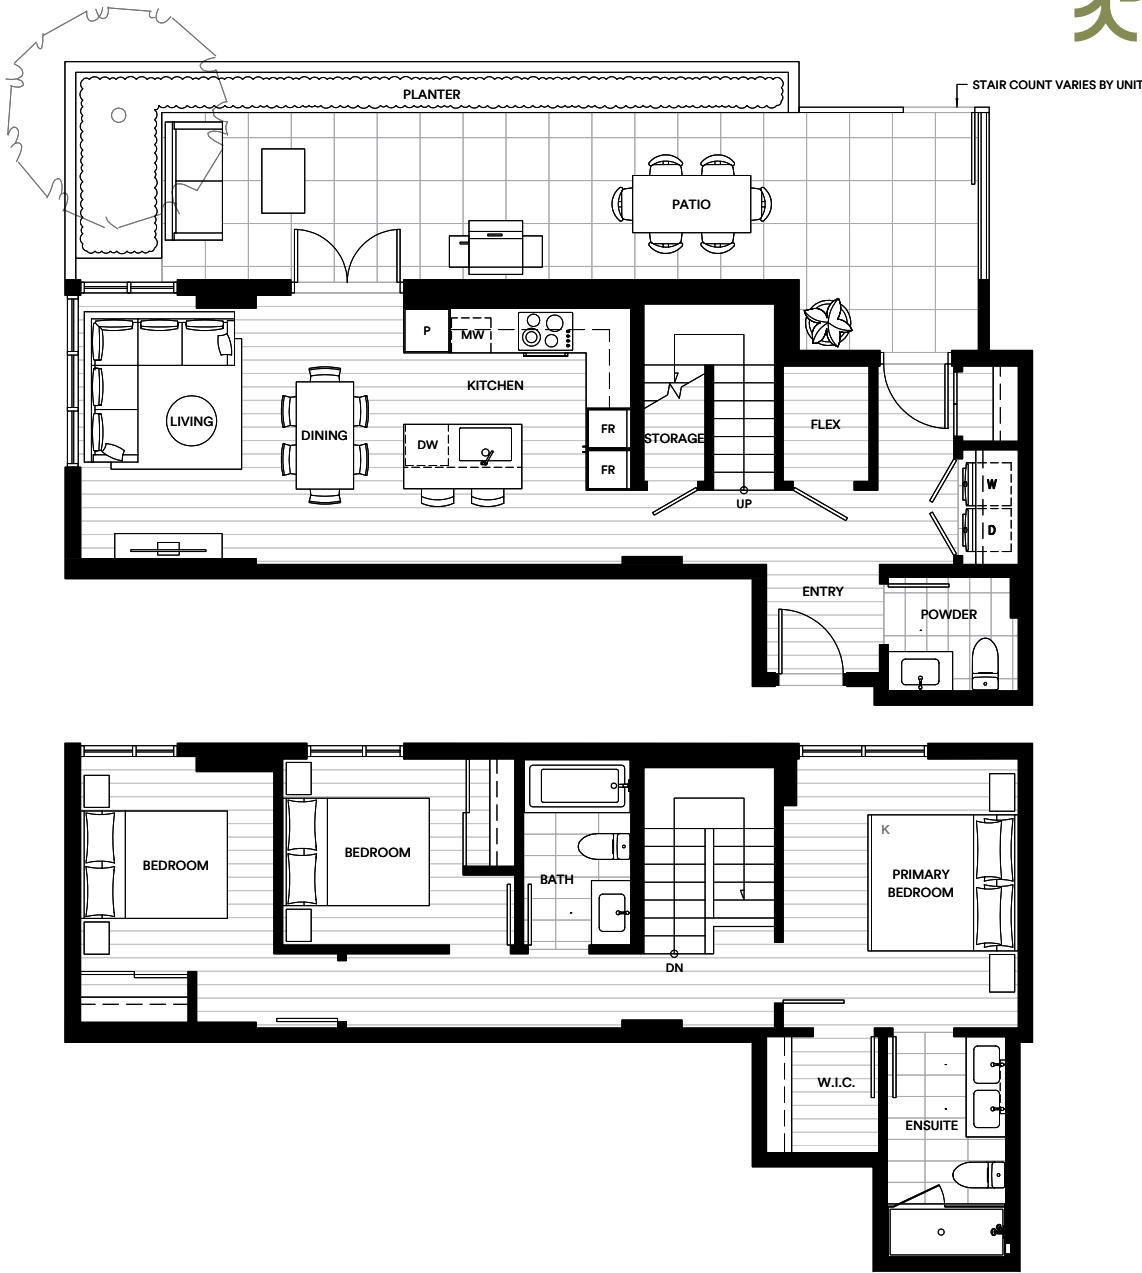 STAIR COUNT VARIES BY UNIT
PLANTER
PATIO
P
MW
KITCHEN
LIVING
DINING
DW
FR
FR
STORAGE
FLEX
UP
W
D
ENTRY
POWDER
BEDROOM
BEDROOM
BATH
K
PRIMARY
BEDROOM
DN
W.I.C.
ENSUITE